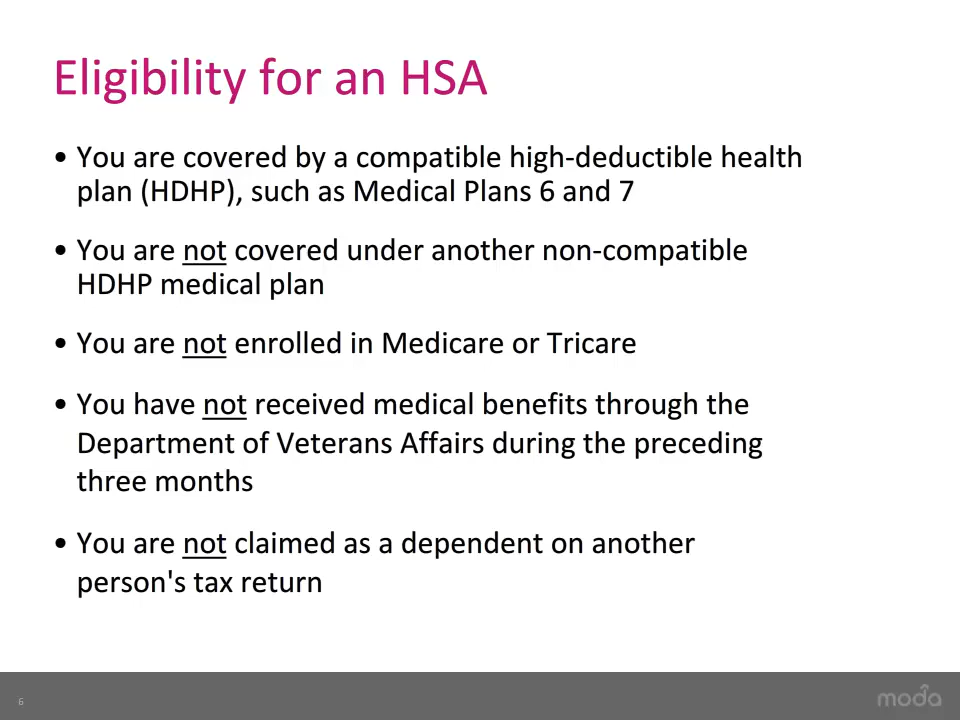 Eligibility for an HSA
• You are covered by a compatible high-deductible health
plan (HDHP), such as Medical Plans 6 and 7
• You are not covered under another non-compatible
HDHP medical plan
• You are not enrolled in Medicare or Tricare
• You have not received medical benefits through the
Department of Veterans Affairs during the preceding
three months
• You are not claimed as a dependent on another
person's tax return
6
moda